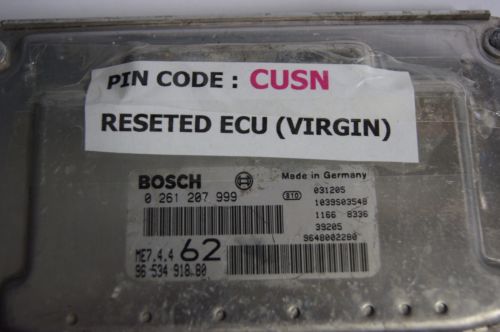 PIN CODE : CUSN
RESETED ECU (VIRGIN)
BOSCH Made in Germany
0 261 207 999 031205
1039S03548
1166 8336
39205
9648002280
ME7.4.4 62
96 534 918.80